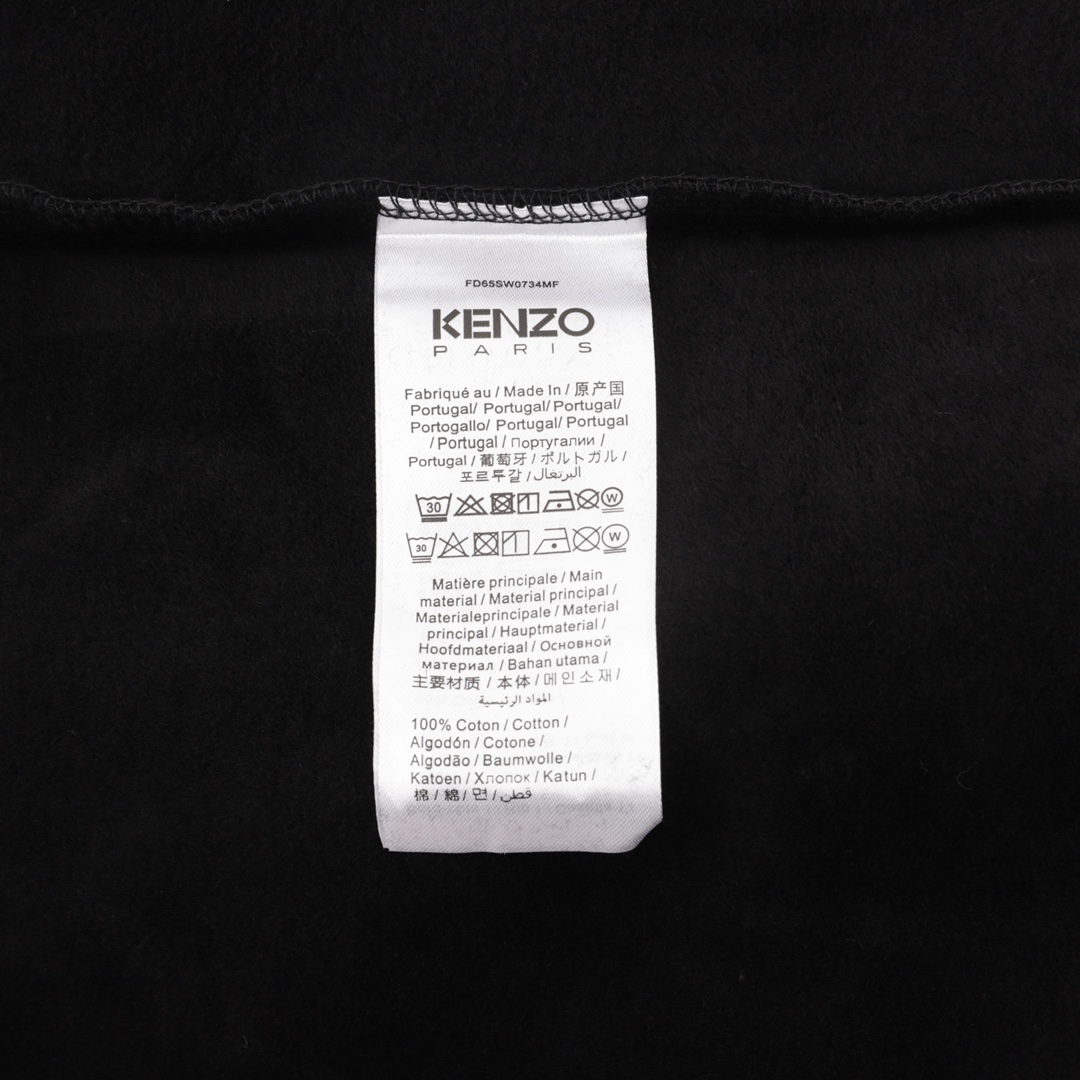 FD65SW0734MF
KENZO
PARIS
Fabriqué au / Made In / 原产国
Portugal/ Portugal/ Portugal/
Portogallo/ Portugal/ Portugal
/ Portugal / Португалии /
Portugal / 葡萄牙 / ポルトガル /
포르투갈 / البرتغال
30 W
30 W
Matière principale / Main
material / Material principal /
Materialeprincipale / Material
principal / Hauptmaterial /
Hoofdmateriaal / Основной
материал / Bahan utama /
主要材质 / 本体 / 메인소재 /
المواد الرئيسية
100% Coton / Cotton /
Algodón / Cotone /
Algodão / Baumwolle /
Katoen / Хлопок / Katun /
棉 / 綿 / 면 / قطن